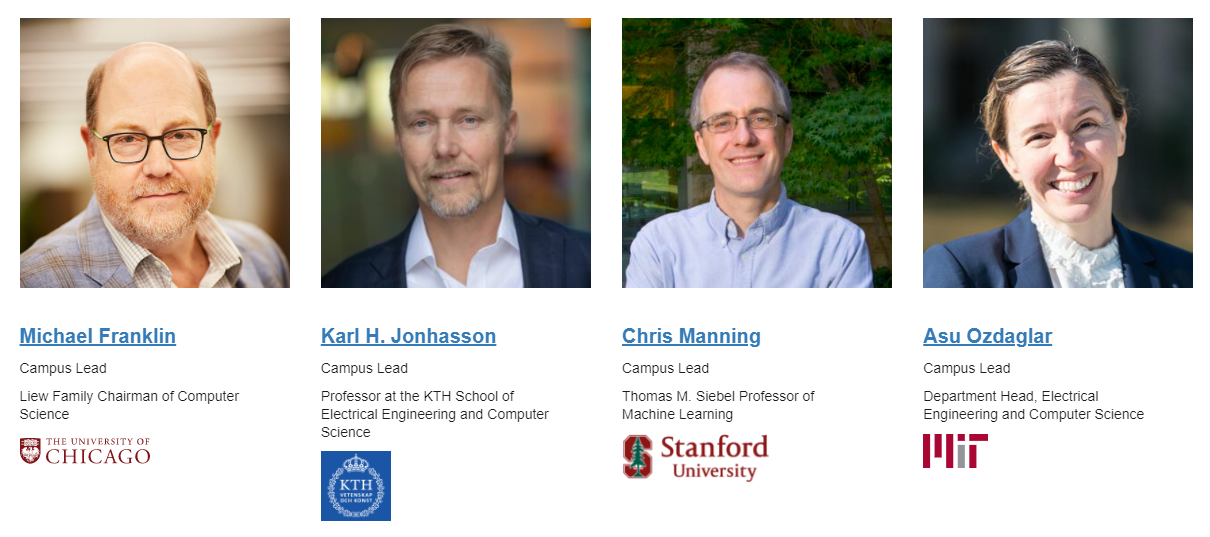 Michael Franklin
Campus Lead
Liew Family Chairman of Computer
Science
THE UNIVERSITY OF
CHICAGO
Karl H. Jonhasson
Campus Lead
Professor at the KTH School of
Electrical Engineering and Computer
Science
KTH
VETENSKAP
OCH KONST
Chris Manning
Campus Lead
Thomas M. Siebel Professor of
Machine Learning
Stanford
University
Asu Ozdaglar
Campus Lead
Department Head, Electrical
Engineering and Computer Science
MIT